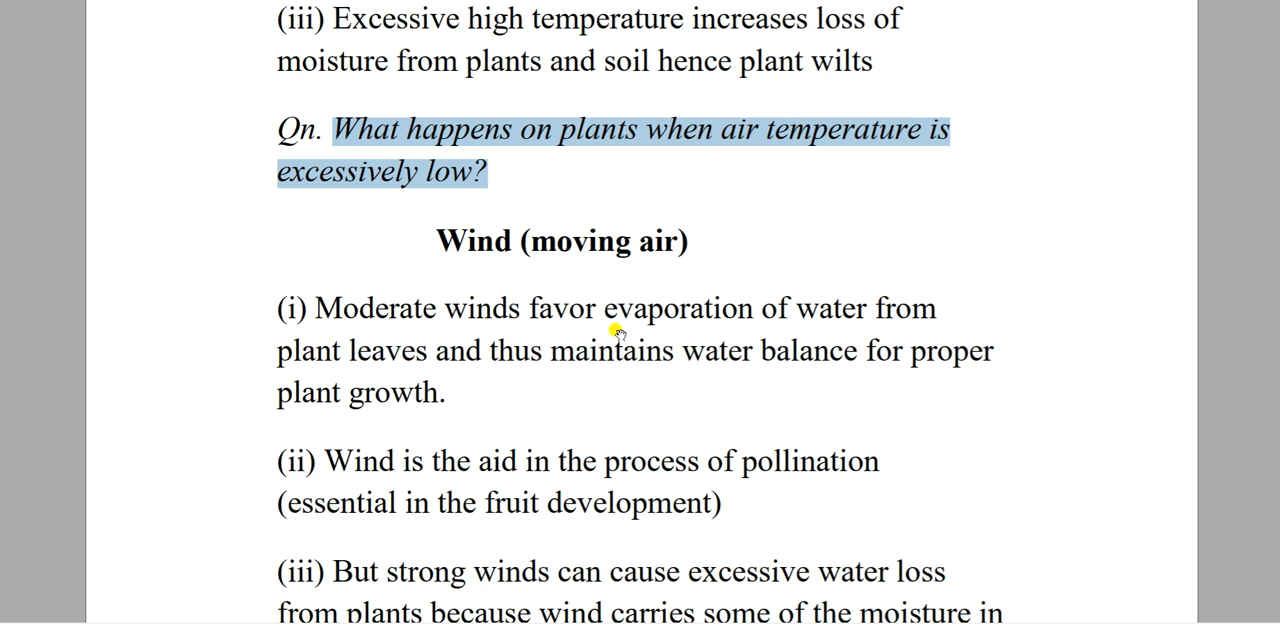 (iii) Excessive high temperature increases loss of
moisture from plants and soil hence plant wilts
Qn. What happens on plants when air temperature is
excessively low?
Wind (moving air)
(i) Moderate winds favor evaporation of water from
plant leaves and thus maintains water balance for proper
plant growth.
(ii) Wind is the aid in the process of pollination
(essential in the fruit development)
(iii) But strong winds can cause excessive water loss
from plants because wind carries some of the moisture in